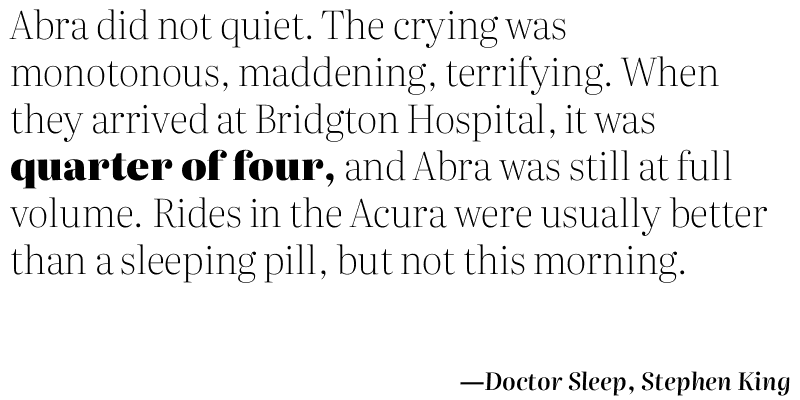 Abra did not quiet. The crying was
monotonous, maddening, terrifying. When
they arrived at Bridgton Hospital, it was
quarter of four, and Abra was still at full
volume. Rides in the Acura were usually better
than a sleeping pill, but not this morning.
—Doctor Sleep, Stephen King